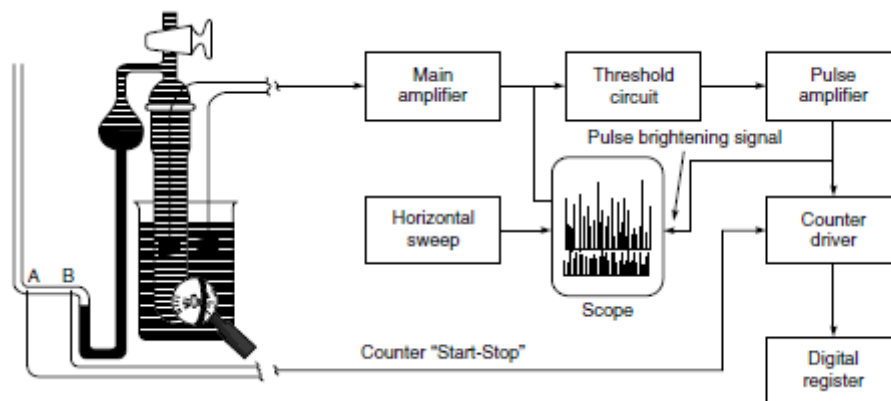 Main
amplifier
Threshold
circuit
Pulse
amplifier
Pulse brightening signal
Horizontal
sweep
Scope
Counter
driver
A
B
Counter "Start-Stop"
Digital
register